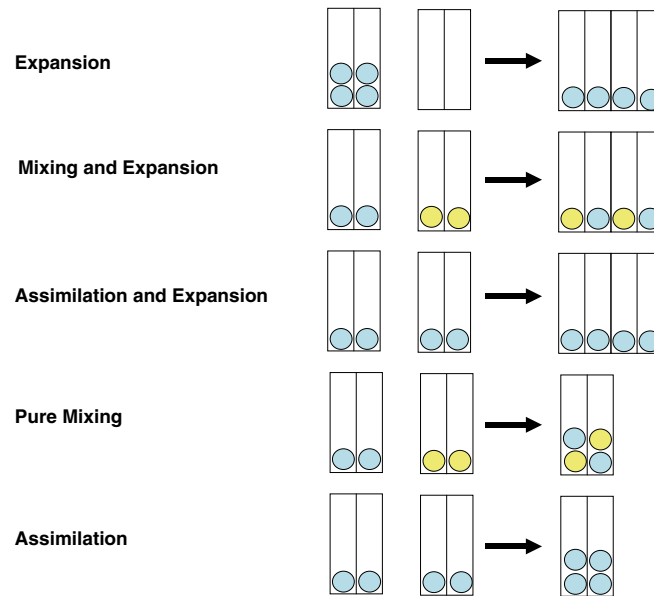 Expansion
Mixing and Expansion
Assimilation and Expansion
Pure Mixing
Assimilation